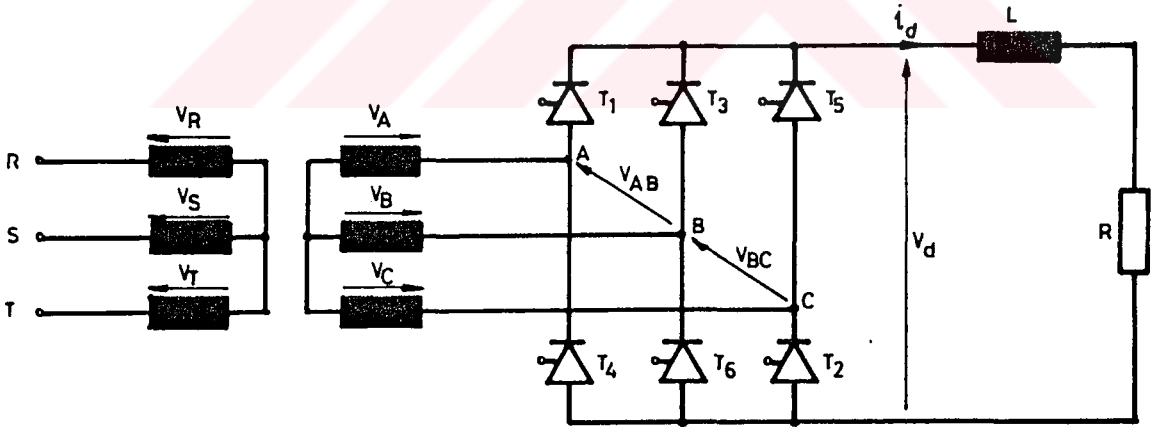 i_d
L
T_1
T_3
T_5
V_R
V_A
R
A
V_AB
V_S
V_B
S
B
V_BC
V_d
R
V_T
V_C
T
C
T_4
T_6
T_2